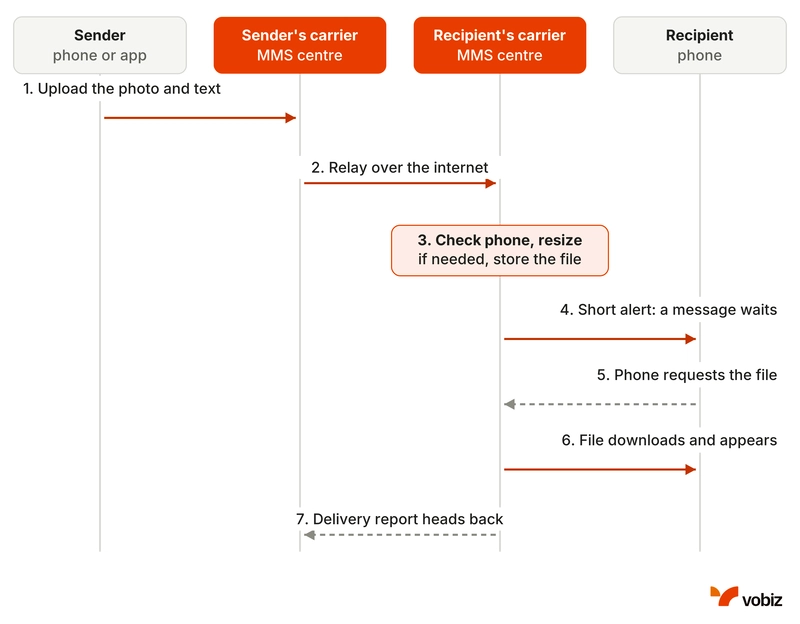 Sender
phone or app
Sender's carrier
MMS centre
Recipient's carrier
MMS centre
Recipient
phone
1. Upload the photo and text
2. Relay over the internet
3. Check phone, resize
if needed, store the file
4. Short alert: a message waits
5. Phone requests the file
6. File downloads and appears
7. Delivery report heads back
vobiz